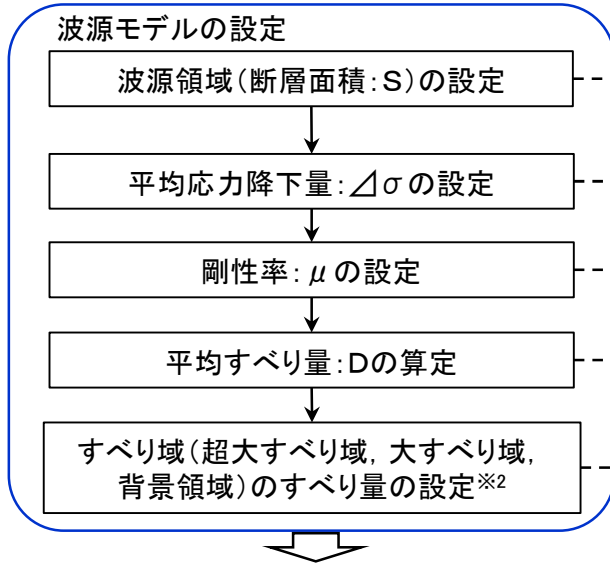 波源モデルの設定
波源領域（断層面積：S）の設定
平均応力降下量：⊿σの設定
剛性率：μの設定
平均すべり量：Dの算定
すべり域（超大すべり域，大すべり域，
背景領域）のすべり量の設定※2